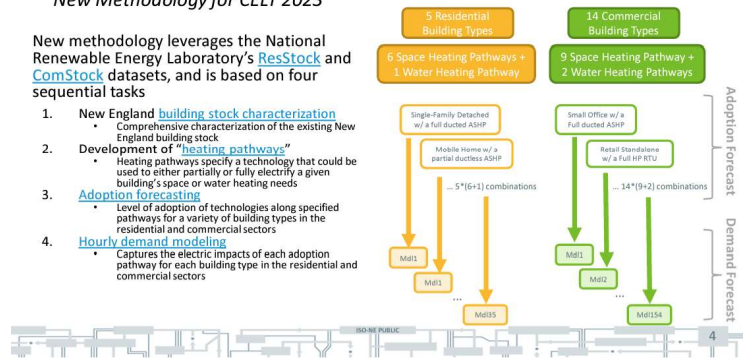 New Methodology for CELT 2023
New methodology leverages the National
Renewable Energy Laboratory's ResStock and
ComStock datasets, and is based on four
sequential tasks
1. New England building stock characterization
• Comprehensive characterization of the existing New
England building stock
2. Development of "heating pathways"
• Heating pathways specify a technology that could be
used to either partially or fully electrify a given
building's space or water heating needs
3. Adoption forecasting
• Level of adoption of technologies along specified
pathways for a variety of building types in the
residential and commercial sectors
4. Hourly demand modeling
• Captures the electric impacts of each adoption
pathway for each building type in the residential and
commercial sectors
5 Residential
Building Types
6 Space Heating Pathways +
1 Water Heating Pathway
Single-Family Detached
w/ a full ducted ASHP
Mobile Home w/ a
partial ductless ASHP
... 5*(6+1) combinations
Mdl1
Mdl1
...
Mdl35
14 Commercial
Building Types
9 Space Heating Pathway +
2 Water Heating Pathways
Small Office w/ a
Full ducted ASHP
Retail Standalone
w/ a Full HP RTU
... 14*(9+2) combinations
Mdl1
Mdl2
...
Mdl154
Adoption Forecast
Demand Forecast
ISO-NE PUBLIC
4